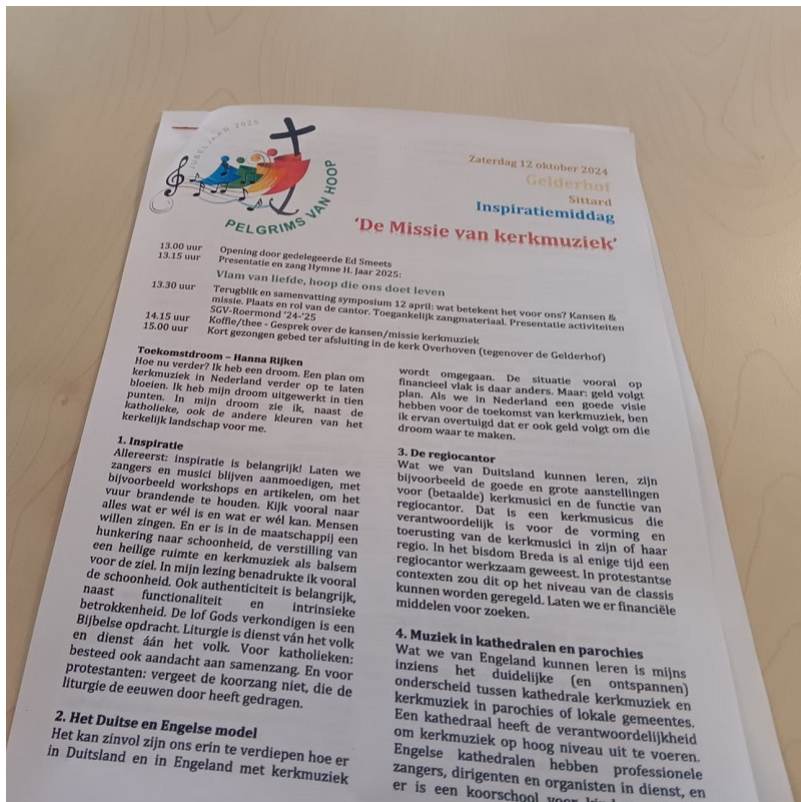 JUBELJAAR 2025
PELGRIMS VAN HOOP
Zaterdag 12 oktober 2024
Gelderhof
Sittard
Inspiratiemiddag
‘De Missie van kerkmuziek’
13.00 uur Opening door gedelegeerde Ed Smeets
13.15 uur Presentatie en zang Hymne H. Jaar 2025:
Vlam van liefde, hoop die ons doet leven
13.30 uur Terugblik en samenvatting symposium 12 april: wat betekent het voor ons? Kansen &
missie. Plaats en rol van de cantor. Toegankelijk zangmateriaal. Presentatie activiteiten
SGV-Roermond ’24-’25
14.15 uur Koffie/thee - Gesprek over de kansen/missie kerkmuziek
15.00 uur Kort gezongen gebed ter afsluiting in de kerk Overhoven (tegenover de Gelderhof)
Toekomstdroom – Hanna Rijken
Hoe nu verder? Ik heb een droom. Een plan om
kerkmuziek in Nederland verder op te laten
bloeien. Ik heb mijn droom uitgewerkt in tien
punten. In mijn droom zie ik, naast de
katholieke, ook de andere kleuren van het
kerkelijk landschap voor me.
1. Inspiratie
Allereerst: inspiratie is belangrijk! Laten we
zangers en musici blijven aanmoedigen, met
bijvoorbeeld workshops en artikelen, om het
vuur brandende te houden. Kijk vooral naar
alles wat er wél is en wat er wél kan. Mensen
willen zingen. En er is in de maatschappij een
hunkering naar schoonheid, de verstilling van
een heilige ruimte en kerkmuziek als balsem
voor de ziel. In mijn lezing benadrukte ik vooral
de schoonheid. Ook authenticiteit is belangrijk,
naast functionaliteit en intrinsieke
betrokkenheid. De lof Gods verkondigen is een
Bijbelse opdracht. Liturgie is dienst ván het volk
en dienst áán het volk. Voor katholieken:
besteed ook aandacht aan samenzang. En voor
protestanten: vergeet de koorzang niet, die de
liturgie de eeuwen door heeft gedragen.
2. Het Duitse en Engelse model
Het kan zinvol zijn ons erin te verdiepen hoe er
in Duitsland en in Engeland met kerkmuziek
wordt omgegaan. De situatie vooral op
financieel vlak is daar anders. Maar: geld volgt
plan. Als we in Nederland een goede visie
hebben voor de toekomst van kerkmuziek, ben
ik ervan overtuigd dat er ook geld volgt om die
droom waar te maken.
3. De regiocantor
Wat we van Duitsland kunnen leren, zijn
bijvoorbeeld de goede en grote aanstellingen
voor (betaalde) kerkmusici en de functie van
regiocantor. Dat is een kerkmusicus die
verantwoordelijk is voor de vorming en
toerusting van de kerkmusici in zijn of haar
regio. In het bisdom Breda is al enige tijd een
regiocantor werkzaam geweest. In protestantse
contexten zou dit op het niveau van de classis
kunnen worden geregeld. Laten we er financiële
middelen voor zoeken.
4. Muziek in kathedralen en parochies
Wat we van Engeland kunnen leren is mijns
inziens het duidelijke (en ontspannen)
onderscheid tussen kathedrale kerkmuziek en
kerkmuziek in parochies of lokale gemeentes.
Een kathedraal heeft de verantwoordelijkheid
om kerkmuziek op hoog niveau uit te voeren.
Engelse kathedralen hebben professionele
zangers, dirigenten en organisten in dienst, en
er is een koorschool voor